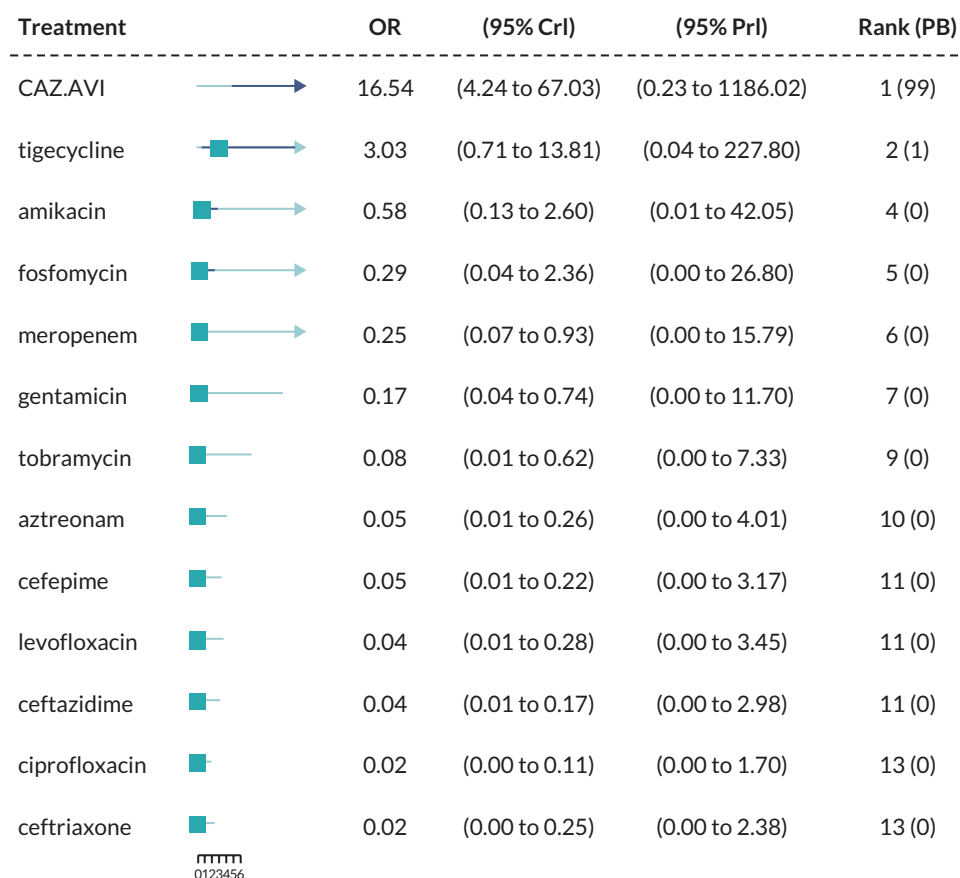 Treatment OR (95% Crl) (95% Prl) Rank (PB)
CAZ.AVI 16.54 (4.24 to 67.03) (0.23 to 1186.02) 1 (99)
tigecycline 3.03 (0.71 to 13.81) (0.04 to 227.80) 2 (1)
amikacin 0.58 (0.13 to 2.60) (0.01 to 42.05) 4 (0)
fosfomycin 0.29 (0.04 to 2.36) (0.00 to 26.80) 5 (0)
meropenem 0.25 (0.07 to 0.93) (0.00 to 15.79) 6 (0)
gentamicin 0.17 (0.04 to 0.74) (0.00 to 11.70) 7 (0)
tobramycin 0.08 (0.01 to 0.62) (0.00 to 7.33) 9 (0)
aztreonam 0.05 (0.01 to 0.26) (0.00 to 4.01) 10 (0)
cefepime 0.05 (0.01 to 0.22) (0.00 to 3.17) 11 (0)
levofloxacin 0.04 (0.01 to 0.28) (0.00 to 3.45) 11 (0)
ceftazidime 0.04 (0.01 to 0.17) (0.00 to 2.98) 11 (0)
ciprofloxacin 0.02 (0.00 to 0.11) (0.00 to 1.70) 13 (0)
ceftriaxone 0.02 (0.00 to 0.25) (0.00 to 2.38) 13 (0)
0123456